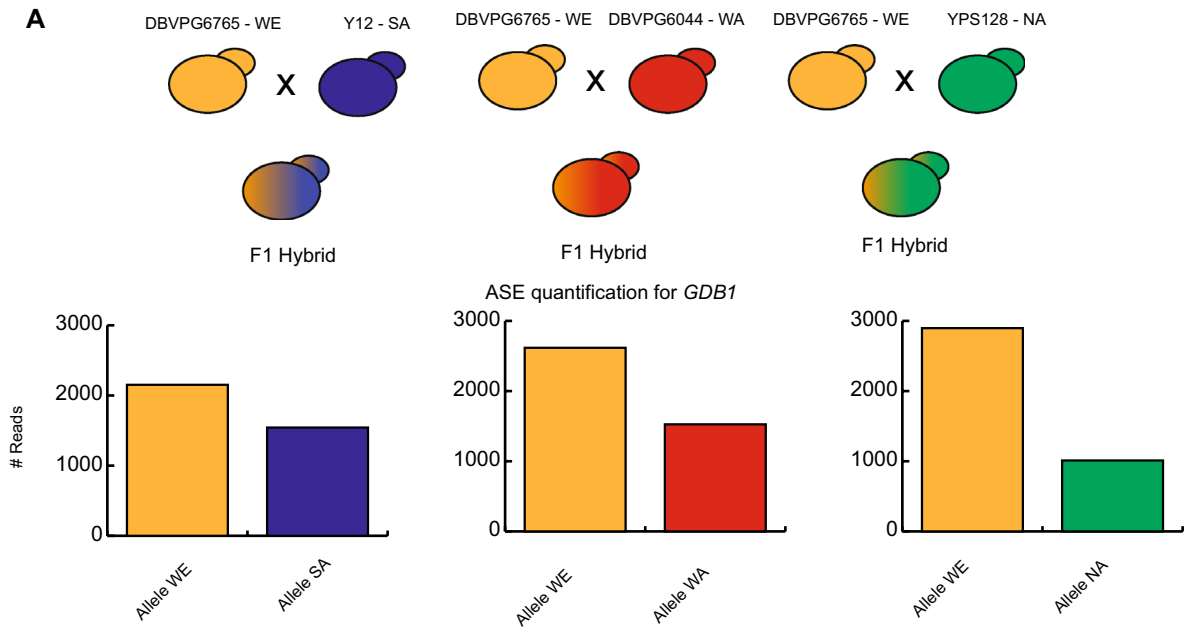 A
DBVPG6765 - WE
Y12 - SA
DBVPG6765 - WE
DBVPG6044 - WA
DBVPG6765 - WE
YPS128 - NA
X
X
X
F1 Hybrid
F1 Hybrid
F1 Hybrid
ASE quantification for GDB1
# Reads
3000
2000
1000
0
Allele WE
Allele SA
3000
2000
1000
0
Allele WE
Allele WA
3000
2000
1000
0
Allele WE
Allele NA